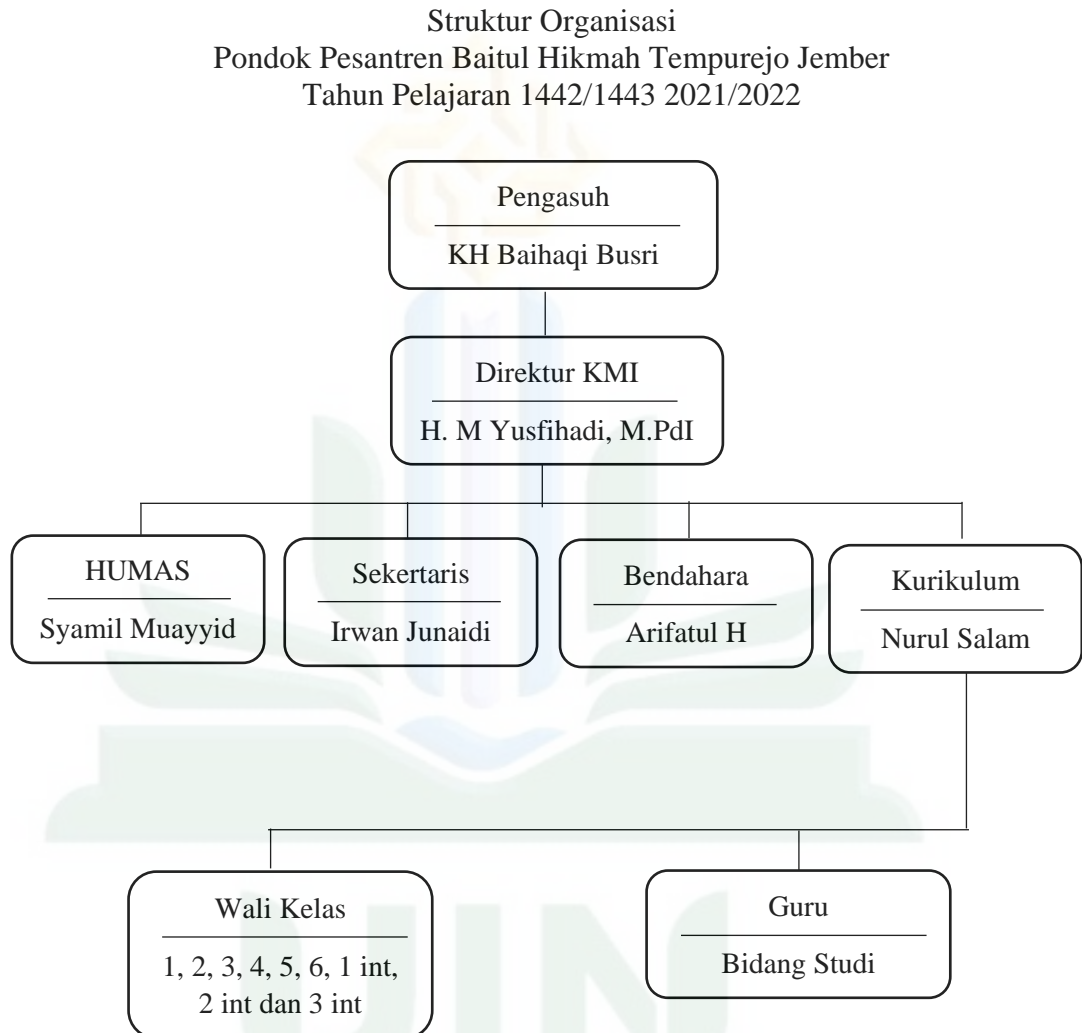 Struktur Organisasi
Pondok Pesantren Baitul Hikmah Tempurejo Jember
Tahun Pelajaran 1442/1443 2021/2022
Pengasuh
KH Baihaqi Busri
Direktur KMI
H. M Yusfihadi, M.PdI
HUMAS
Syamil Muayyid
Sekertaris
Irwan Junaidi
Bendahara
Arifatul H
Kurikulum
Nurul Salam
Wali Kelas
1, 2, 3, 4, 5, 6, 1 int,
2 int dan 3 int
Guru
Bidang Studi
UIN